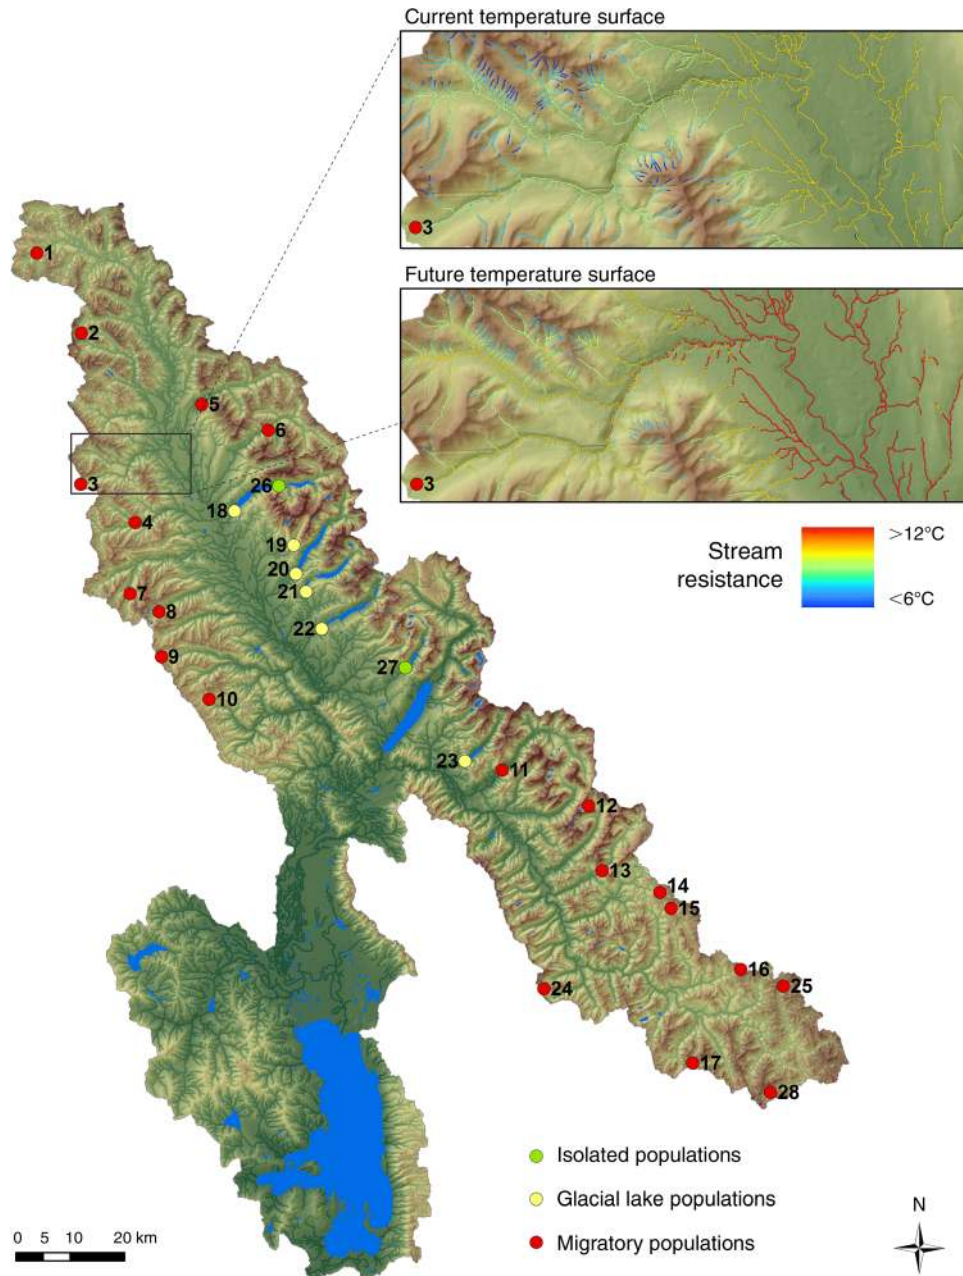 Current temperature surface
3
Future temperature surface
3
Stream
resistance
>12°C
<6°C
1
2
5
6
3
26
18
4
19
20
7
21
8
22
9
27
10
23
11
12
13
14
15
16
25
24
17
28
Isolated populations
Glacial lake populations
Migratory populations
0 5 10 20 km
N